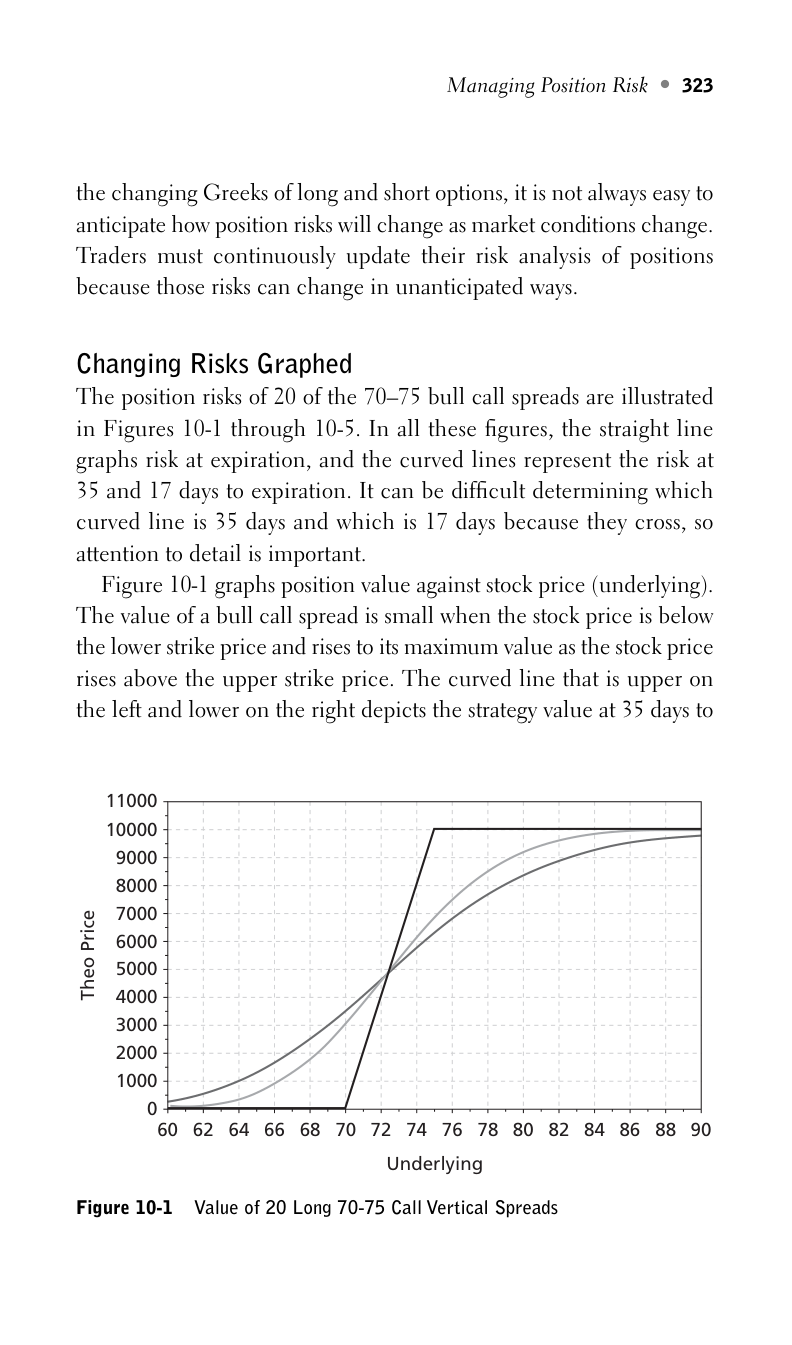 Managing Position Risk • 323
the changing Greeks of long and short options, it is not always easy to
anticipate how position risks will change as market conditions change.
Traders must continuously update their risk analysis of positions
because those risks can change in unanticipated ways.
Changing Risks Graphed
The position risks of 20 of the 70–75 bull call spreads are illustrated
in Figures 10-1 through 10-5. In all these figures, the straight line
graphs risk at expiration, and the curved lines represent the risk at
35 and 17 days to expiration. It can be difficult determining which
curved line is 35 days and which is 17 days because they cross, so
attention to detail is important.
Figure 10-1 graphs position value against stock price (underlying).
The value of a bull call spread is small when the stock price is below
the lower strike price and rises to its maximum value as the stock price
rises above the upper strike price. The curved line that is upper on
the left and lower on the right depicts the strategy value at 35 days to
11000
10000
9000
8000
7000
6000
5000
4000
3000
2000
1000
0
Theo Price
60 62 64 66 68 70 72 74 76 78 80 82 84 86 88 90
Underlying
Figure 10-1 Value of 20 Long 70-75 Call Vertical Spreads